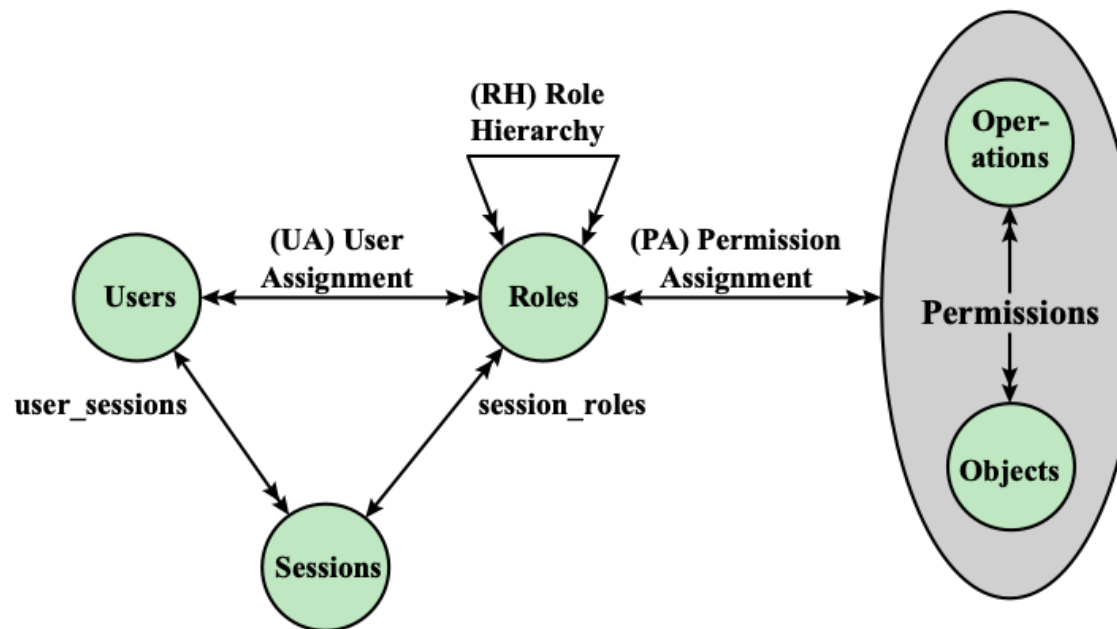 (RH) Role
Hierarchy
Oper-
ations
(UA) User
Assignment
(PA) Permission
Assignment
Users
Roles
Permissions
user_sessions
session_roles
Objects
Sessions